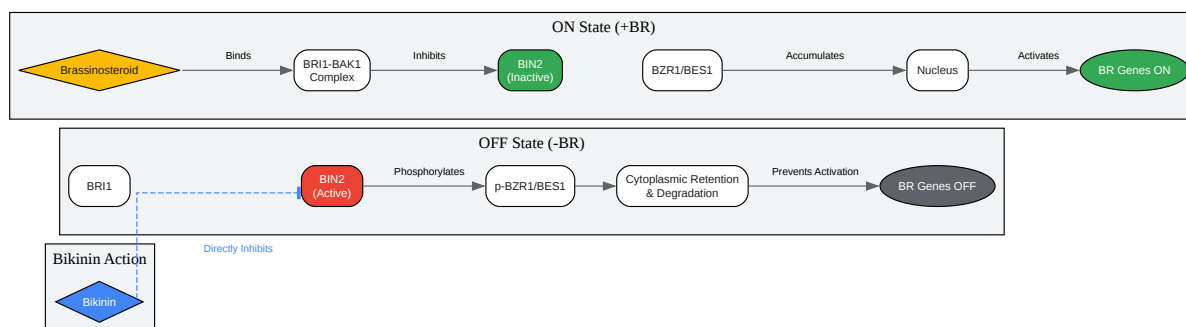 ON State (+BR)
Brassinosteroid
Binds
BRI1-BAK1
Complex
Inhibits
BIN2
(Inactive)
BZR1/BES1
Accumulates
Nucleus
Activates
BR Genes ON
OFF State (-BR)
BRI1
BIN2
(Active)
Phosphorylates
p-BZR1/BES1
Cytoplasmic Retention
& Degradation
Prevents Activation
BR Genes OFF
Directly Inhibits
Bikinin Action
Bikinin